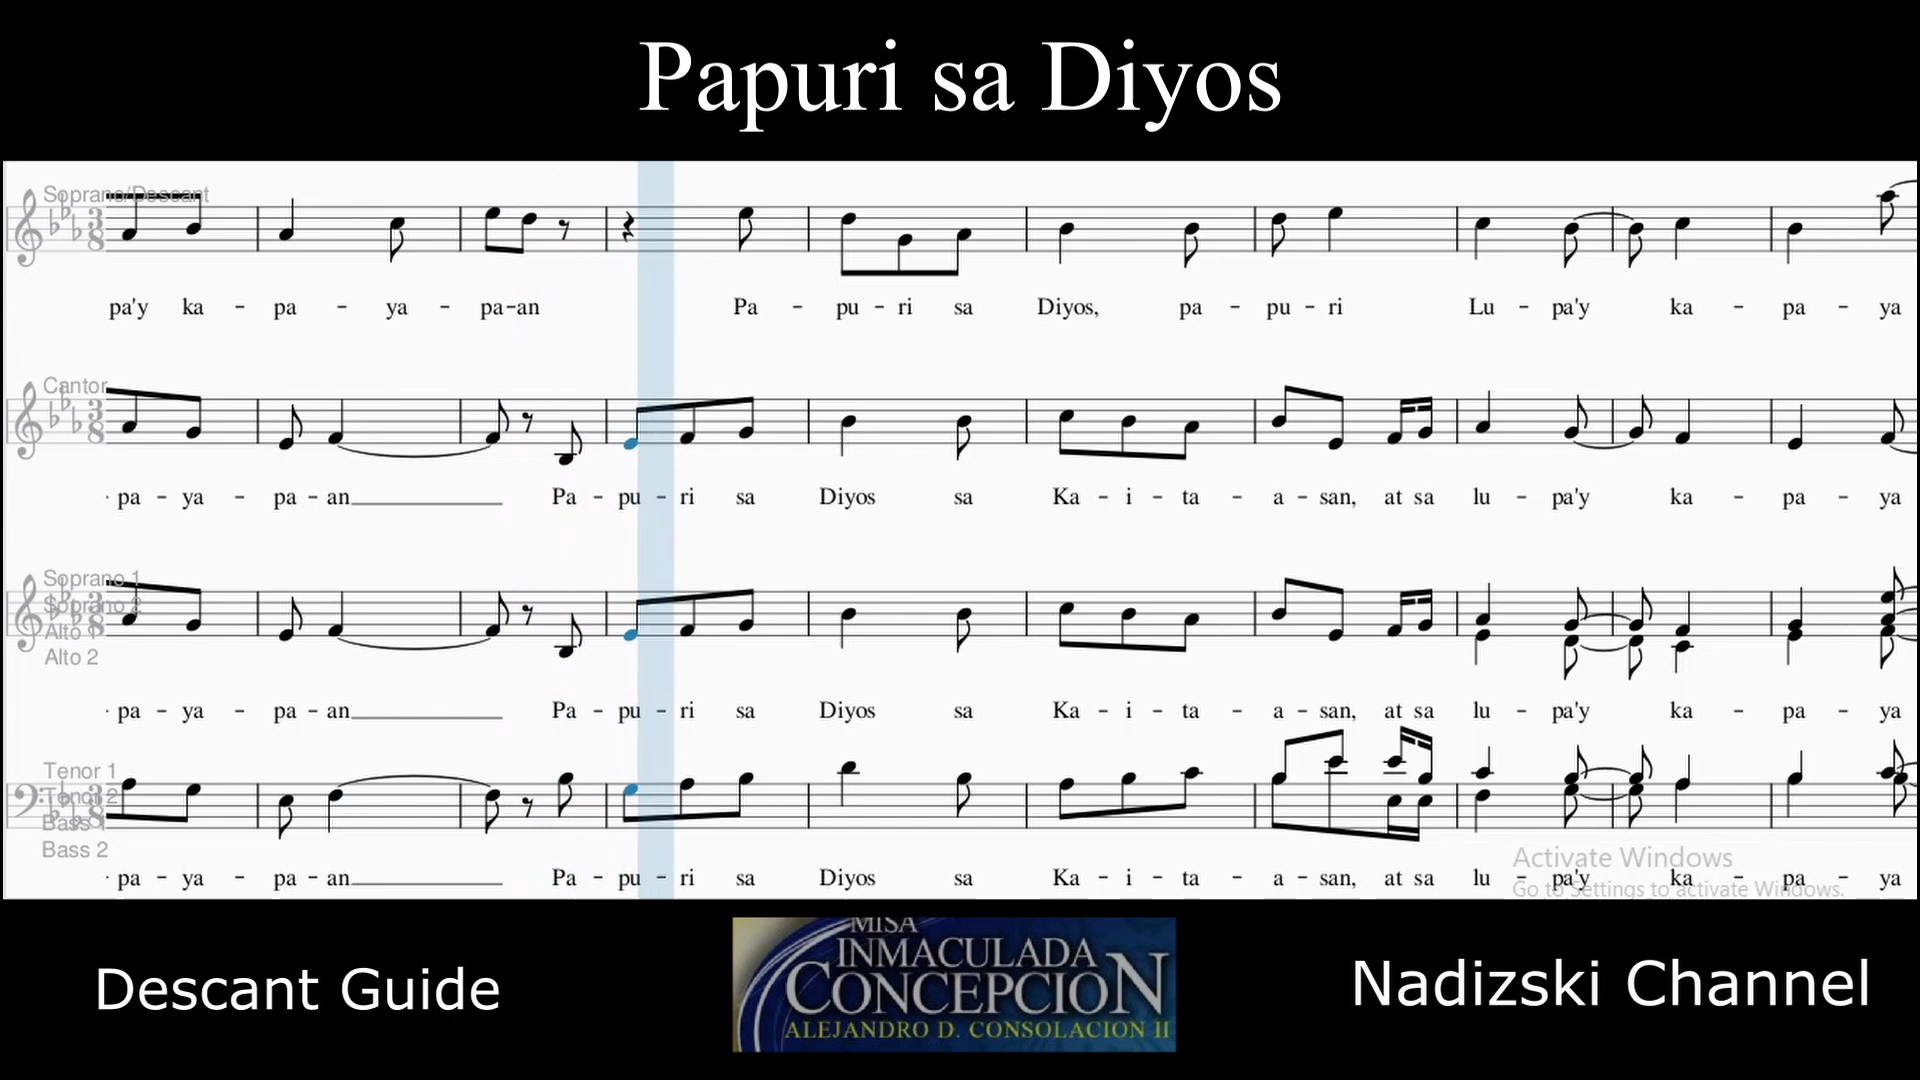 Papuri sa Diyos
Soprano/Descant
pa'y ka - pa - ya - pa-an Pa - pu - ri sa Diyos, pa - pu - ri Lu - pa'y ka - pa - ya
Cantor
pa - ya - pa - an Pa - pu - ri sa Diyos sa Ka - i - ta - a - san, at sa lu - pa'y ka - pa - ya
Soprano 1
Soprano 2
Alto 1
Alto 2
pa - ya - pa - an Pa - pu - ri sa Diyos sa Ka - i - ta - a - san, at sa lu - pa'y ka - pa - ya
Tenor 1
Tenor 2
Bass 1
Bass 2
Activate Windows
Go to Settings to activate Windows.
pa - ya - pa - an Pa - pu - ri sa Diyos sa Ka - i - ta - a - san, at sa lu - pa'y ka - pa - ya
Descant Guide
MISA
INMACULADA
CONCEPCION
ALEJANDRO D. CONSOLACION II
Nadizski Channel